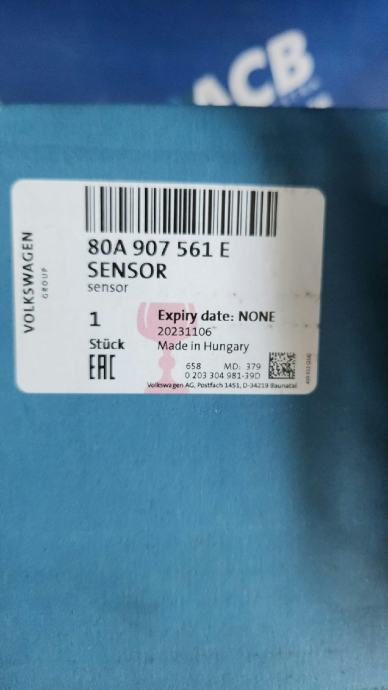 ACB
VOLKSWAGEN
GROUP
80A 907 561 E
SENSOR
sensor
1
Stück
Expiry date: NONE
20231106
Made in Hungary
EAC
658 MD: 379
0 203 304 981-39D
Volkswagen AG, Postfach 1451, D-34219 Baunatal